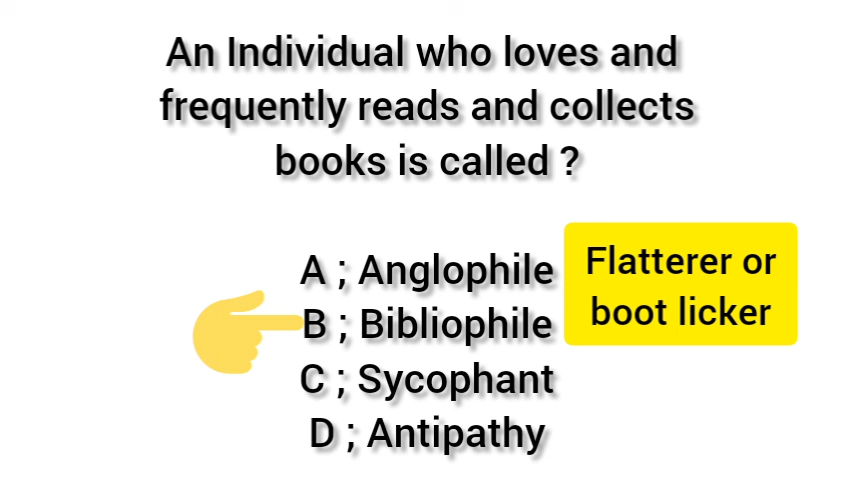 An Individual who loves and
frequently reads and collects
books is called ?
A ; Anglophile
B ; Bibliophile
C ; Sycophant
D ; Antipathy
Flatterer or
boot licker